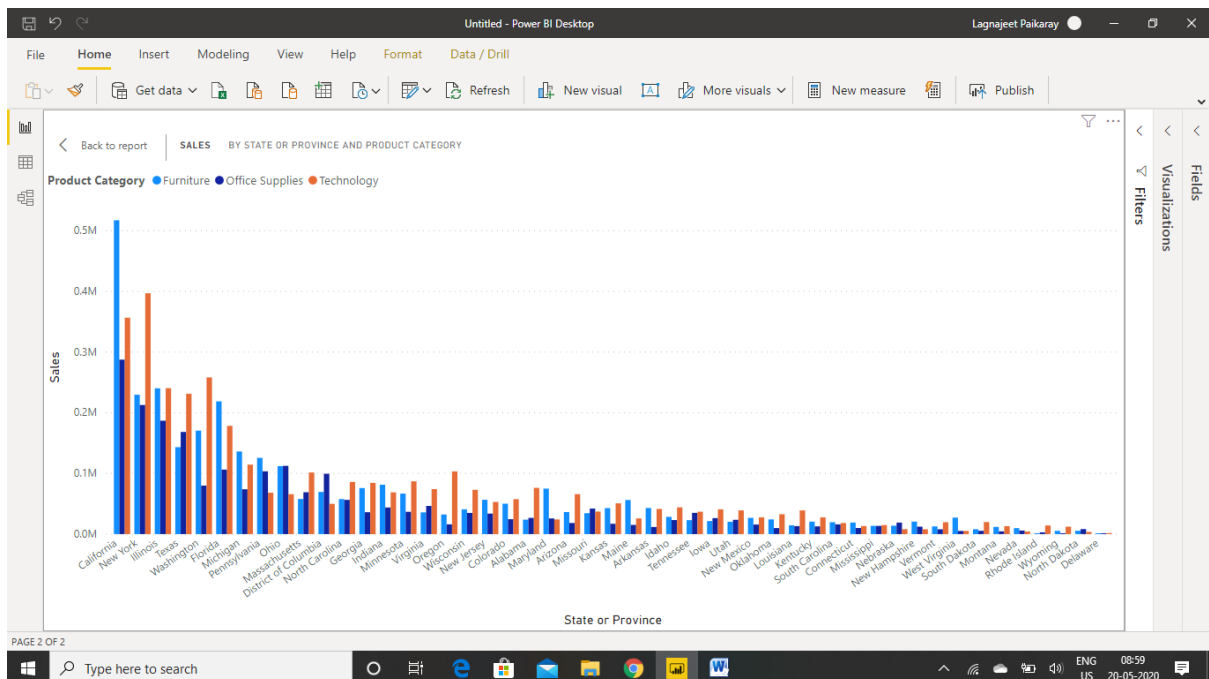 Untitled - Power BI Desktop
Lagnajeet Paikaray
File Home Insert Modeling View Help Format Data / Drill
Get data Refresh New visual More visuals New measure Publish
Back to report SALES BY STATE OR PROVINCE AND PRODUCT CATEGORY
Product Category Furniture Office Supplies Technology
0.5M
0.4M
0.3M
0.2M
0.1M
0.0M
Sales
California
New York
Illinois
Texas
Washington
Florida
Michigan
Pennsylvania
Ohio
Massachusetts
District of Columbia
North Carolina
Georgia
Indiana
Minnesota
Virginia
Oregon
Wisconsin
New Jersey
Colorado
Alabama
Maryland
Arizona
Missouri
Kansas
Maine
Arkansas
Idaho
Tennessee
Iowa
Utah
New Mexico
Oklahoma
Louisiana
Kentucky
South Carolina
Connecticut
Mississippi
Nebraska
New Hampshire
Vermont
West Virginia
South Dakota
Montana
Nevada
Rhode Island
Wyoming
North Dakota
Delaware
State or Province
Filters
Visualizations
Fields
PAGE 2 OF 2
Type here to search
ENG
US
08:59
20-05-2020